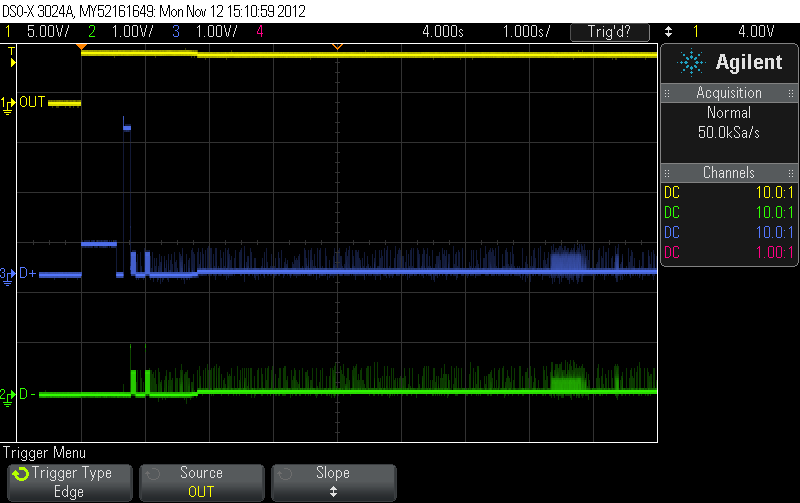 DSO-X 3024A, MY52161649: Mon Nov 12 15:10:59 2012
1 5.00V/ 2 1.00V/ 3 1.00V/ 4 4.000s 1.000s/ Trig'd? 1 4.00V
T
1 OUT
3 D+
2 D-
Agilent
Acquisition
Normal
50.0kSa/s
Channels
DC 10.0:1
DC 10.0:1
DC 10.0:1
DC 1.00:1
Trigger Menu
Trigger Type
Edge
Source
OUT
Slope